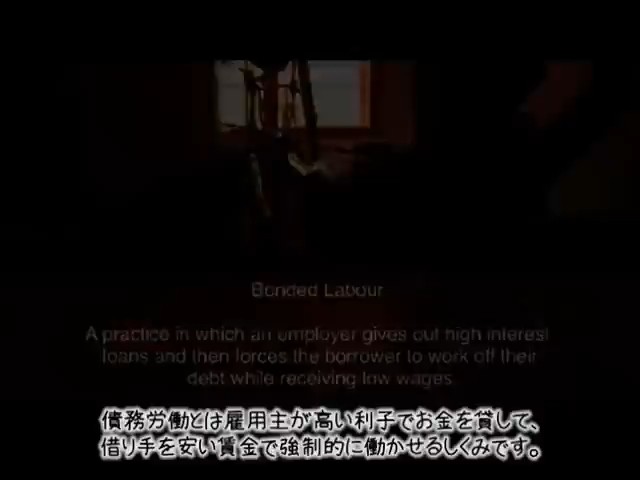 Bonded Labour
A practice in which an employer gives out high interest
loans and then forces the borrower to work off their
debt while receiving low wages
債務労働とは雇用主が高い利子でお金を貸して、
借り手を安い賃金で強制的に働かせるしくみです。